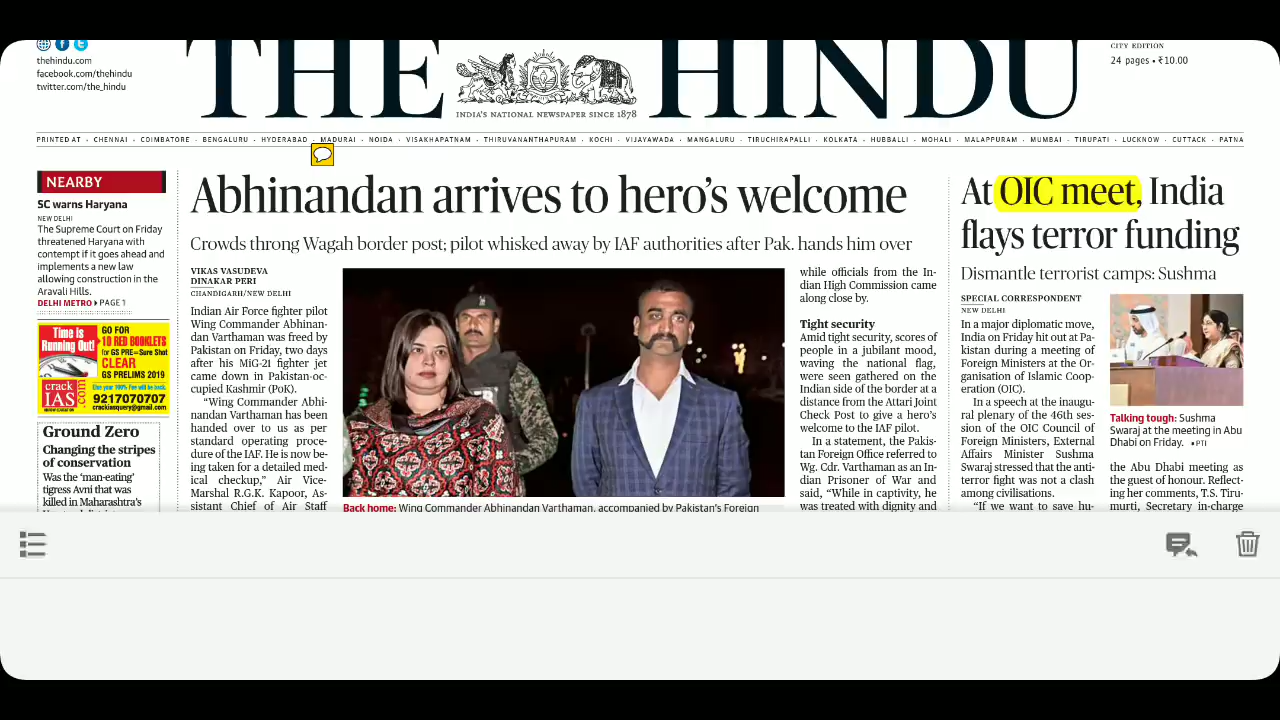 THE HINDU
thehindu.com
facebook.com/thehindu
twitter.com/the_hindu
INDIA'S NATIONAL NEWSPAPER SINCE 1878
CITY EDITION
24 pages • ₹10.00
PRINTED AT • CHENNAI • COIMBATORE • BENGALURU • HYDERABAD • MADURAI • NOIDA • VISAKHAPATNAM • THIRUVANANTHAPURAM • KOCHI • VIJAYAWADA • MANGALURU • TIRUCHIRAPALLI • KOLKATA • HUBBALLI • MOHALI • MALAPPURAM • MUMBAI • TIRUPATI • LUCKNOW • CUTTACK • PATNA
NEARBY
SC warns Haryana
NEW DELHI
The Supreme Court on Friday
threatened Haryana with
contempt if it goes ahead and
implements a new law
allowing construction in the
Aravali Hills.
DELHI METRO ▸ PAGE 1
Time is
Running Out!
GO FOR
10 RED BOOKLETS
for GS PRE=Sure Shot
CLEAR
GS PRELIMS 2019
crack
IAS
.com
9217070707
crackiasquery@gmail.com
Ground Zero
Changing the stripes
of conservation
Was the 'man-eating'
tigress Avni that was
killed in Maharashtra's
Abhinandan arrives to hero's welcome
Crowds throng Wagah border post; pilot whisked away by IAF authorities after Pak. hands him over
VIKAS VASUDEVA
DINAKAR PERI
CHANDIGARH/NEW DELHI
Indian Air Force fighter pilot
Wing Commander Abhinan-
dan Varthaman was freed by
Pakistan on Friday, two days
after his MiG-21 fighter jet
came down in Pakistan-oc-
cupied Kashmir (PoK).
"Wing Commander Abhi-
nandan Varthaman has been
handed over to us as per
standard operating proce-
dure of the IAF. He is now be-
ing taken for a detailed med-
ical checkup," Air Vice-
Marshal R.G.K. Kapoor, As-
sistant Chief of Air Staff
Back home: Wing Commander Abhinandan Varthaman, accompanied by Pakistan's Foreign
while officials from the In-
dian High Commission came
along close by.
Tight security
Amid tight security, scores of
people in a jubilant mood,
waving the national flag,
were seen gathered on the
Indian side of the border at a
distance from the Attari Joint
Check Post to give a hero's
welcome to the IAF pilot.
In a statement, the Pakis-
tan Foreign Office referred to
Wg. Cdr. Varthaman as an In-
dian Prisoner of War and
said, "While in captivity, he
was treated with dignity and
At OIC meet, India
flays terror funding
Dismantle terrorist camps: Sushma
SPECIAL CORRESPONDENT
NEW DELHI
In a major diplomatic move,
India on Friday hit out at Pa-
kistan during a meeting of
Foreign Ministers at the Or-
ganisation of Islamic Coop-
eration (OIC).
In a speech at the inaugu-
ral plenary of the 46th ses-
sion of the OIC Council of
Foreign Ministers, External
Affairs Minister Sushma
Swaraj stressed that the anti-
terror fight was not a clash
among civilisations.
"If we want to save hu-
Talking tough: Sushma
Swaraj at the meeting in Abu
Dhabi on Friday. • PTI
the Abu Dhabi meeting as
the guest of honour. Reflect-
ing her comments, T.S. Tiru-
murti, Secretary in-charge